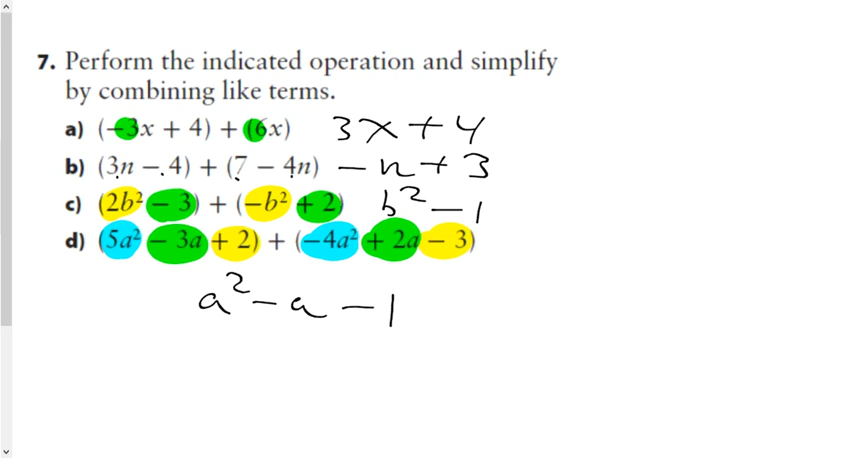 7. Perform the indicated operation and simplify
by combining like terms.
a) (−3x + 4) + (6x) 3x + 4
b) (3n − 4) + (7 − 4n) − n + 3
c) (2b² − 3) + (−b² + 2) b² − 1
d) (5a² − 3a + 2) + (−4a² + 2a − 3)
a² − a − 1